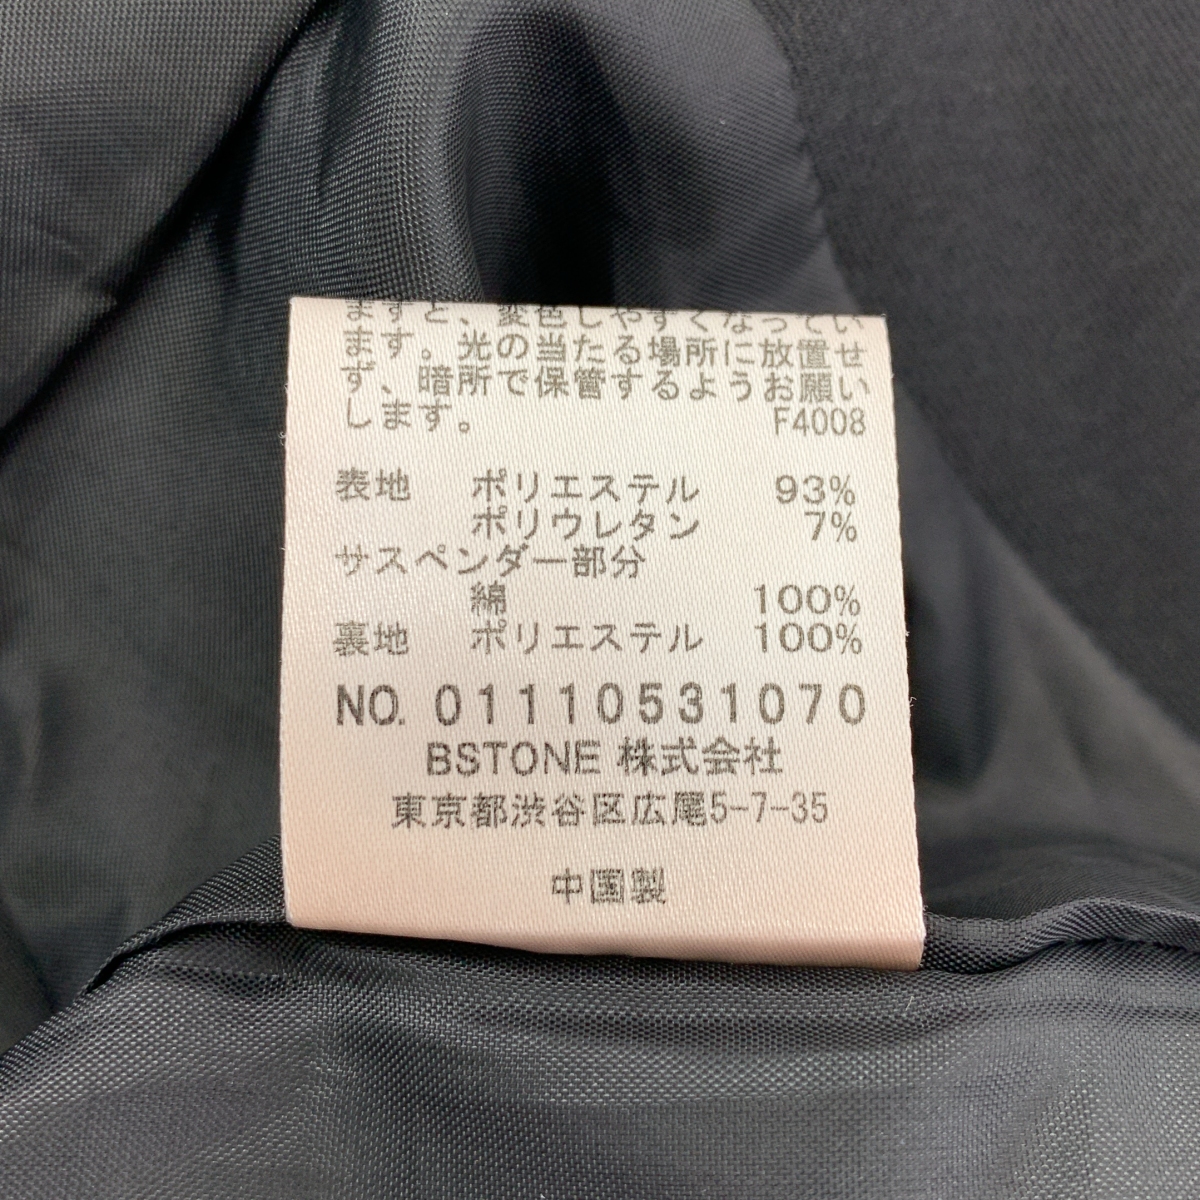 ますと、変色しやすくなってい
ます。光の当たる場所に放置せ
ず、暗所で保管するようお願い
します。 F4008
表地 ポリエステル 93%
ポリウレタン 7%
サスペンダー部分
綿 100%
裏地 ポリエステル 100%
NO. 01110531070
BSTONE 株式会社
東京都渋谷区広尾5-7-35
中国製